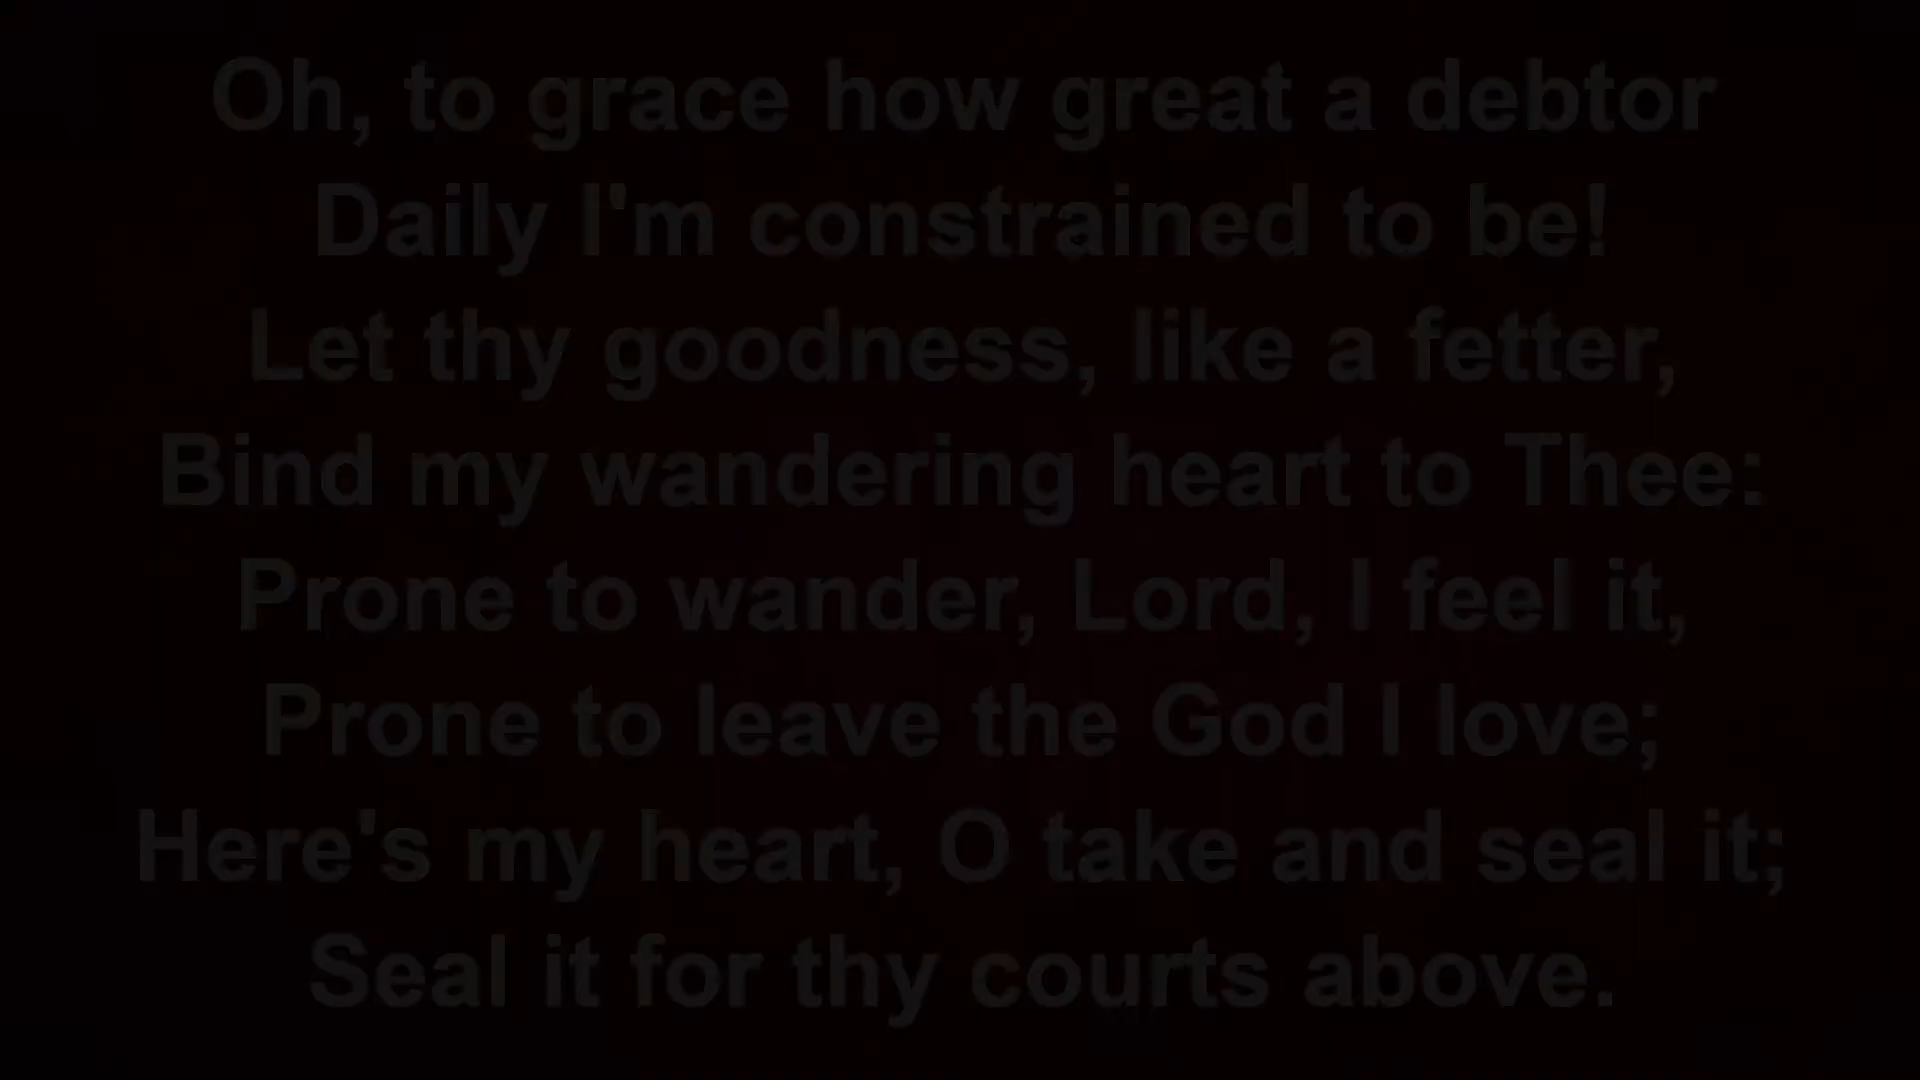 Oh, to grace how great a debtor
Daily I'm constrained to be!
Let thy goodness, like a fetter,
Bind my wandering heart to Thee:
Prone to wander, Lord, I feel it,
Prone to leave the God I love;
Here's my heart, O take and seal it;
Seal it for thy courts above.